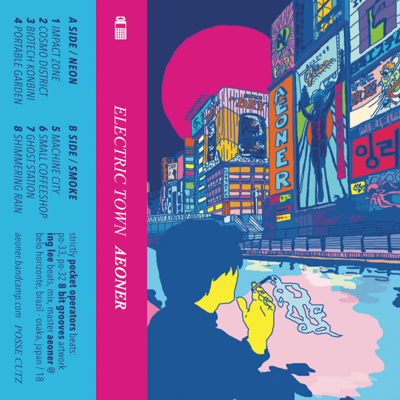 A SIDE / NEON
1 IMPACT ZONE
2 COSMO DISTRICT
3 BIOTECH KONBINI
4 PORTABLE GARDEN
B SIDE / SMOKE
5 MACHINE CITY
6 SMALL COFFEESHOP
7 GHOST STATION
8 SHIMMERING RAIN
strictly pocket operators beats:
po-33, po-32 8 bit grooves artwork
ing lee beats, mix, master aeoner @
belo horizonte, brazil - osaka, japan / 18
aeoner.bandcamp.com POSSE CUTZ
ELECTRIC TOWN AEONER
AEONER